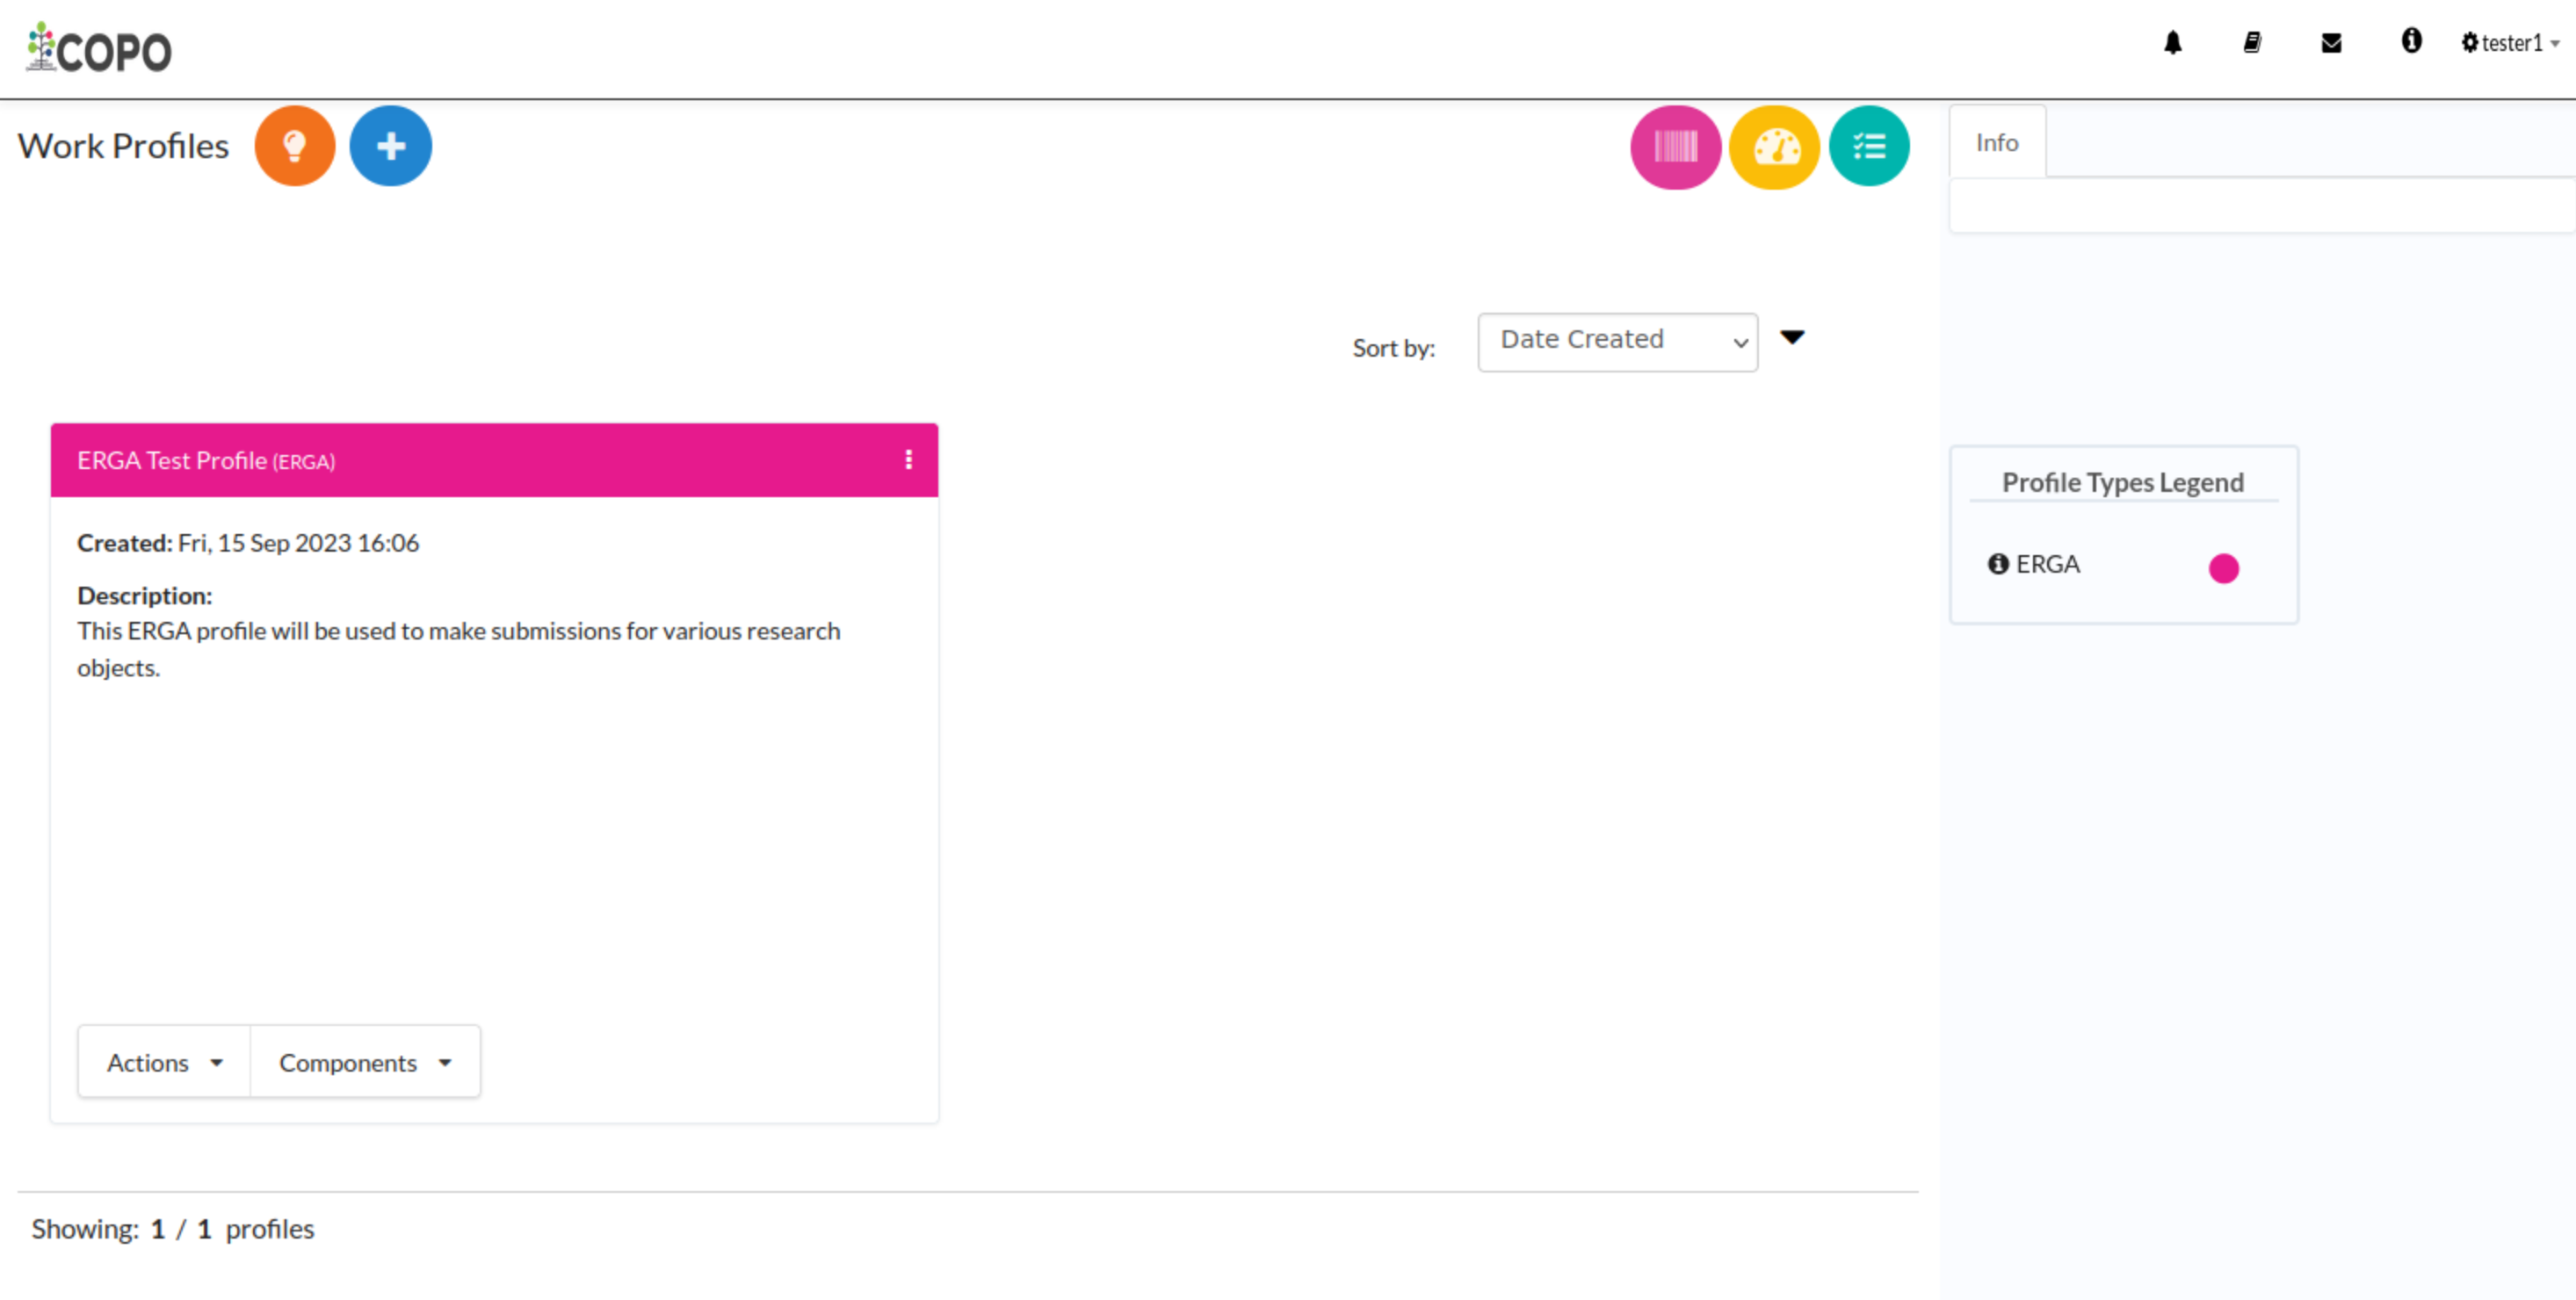 COPO
tester1
Work Profiles
Info
Sort by: Date Created
ERGA Test Profile (ERGA)
Created: Fri, 15 Sep 2023 16:06
Description:
This ERGA profile will be used to make submissions for various research
objects.
Actions Components
Profile Types Legend
ERGA
Showing: 1 / 1 profiles